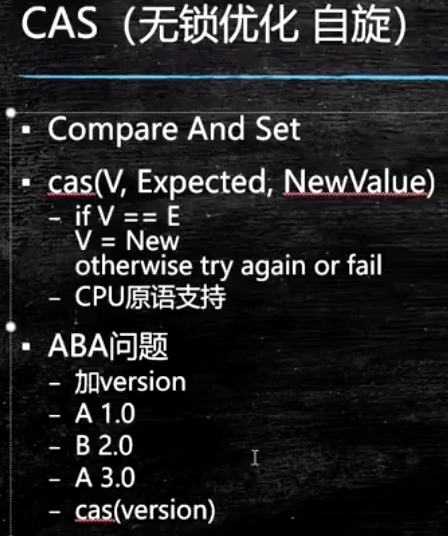 CAS（无锁优化 自旋）
▪ Compare And Set
▪ cas(V, Expected, NewValue)
– if V == E
V = New
otherwise try again or fail
– CPU原语支持
▪ ABA问题
– 加version
– A 1.0
– B 2.0
– A 3.0
– cas(version)